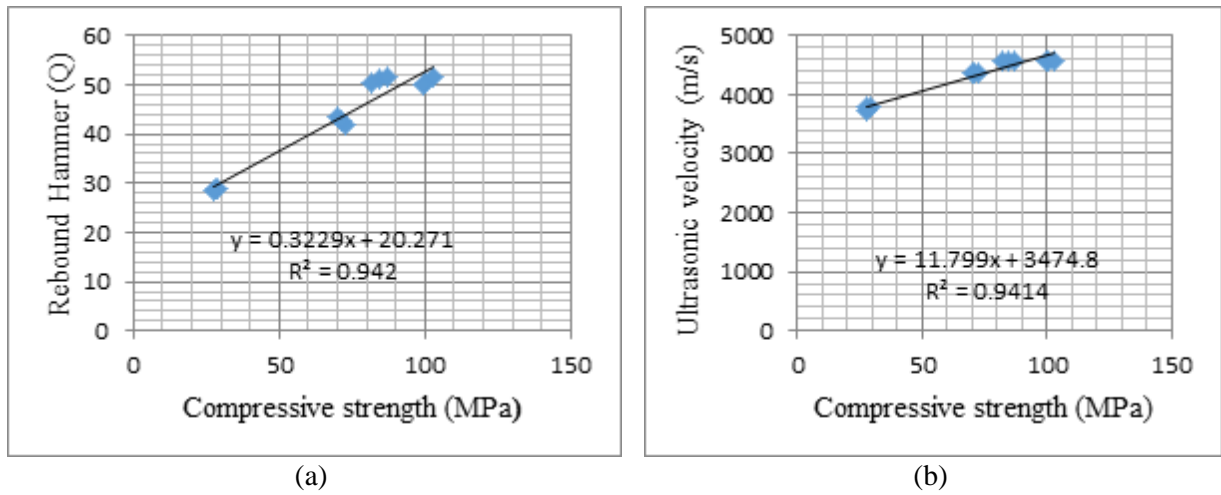 60
50
40
30
20
10
0
Rebound Hammer (Q)
y = 0.3229x + 20.271
R² = 0.942
0 50 100 150
Compressive strength (MPa)
(a)
5000
4000
3000
2000
1000
0
Ultrasonic velocity (m/s)
y = 11.799x + 3474.8
R² = 0.9414
0 50 100 150
Compressive strength (MPa)
(b)